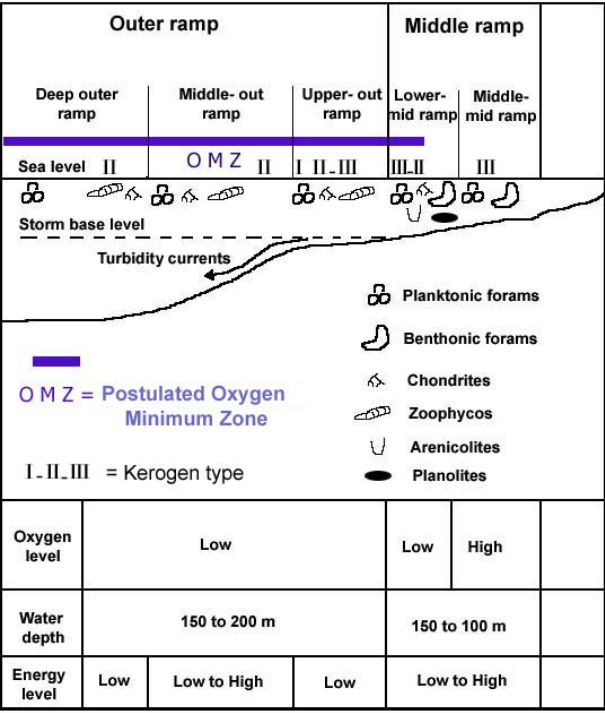 Outer ramp
Middle ramp
Deep outer ramp
Middle- out ramp
Upper- out ramp
Lower- mid ramp
Middle- mid ramp
O M Z
Sea level II II I II-III III-II III
Storm base level
Turbidity currents
Planktonic forams
Benthonic forams
Chondrites
Zoophycos
Arenicolites
Planolites
O M Z = Postulated Oxygen
Minimum Zone
I-II-III = Kerogen type
Oxygen level
Low
Low
High
Water depth
150 to 200 m
150 to 100 m
Energy level
Low
Low to High
Low
Low to High